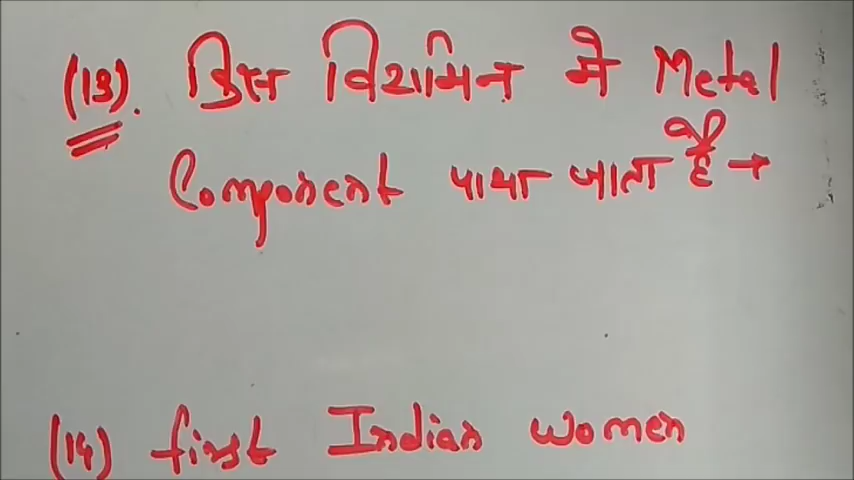 (13). किस विटामिन में Metal
Component पाया जाता है →
(14) first Indian women